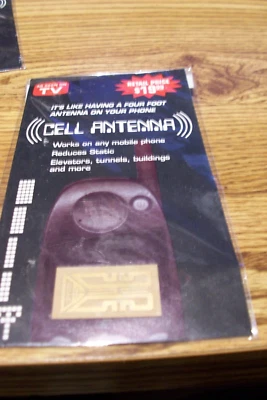 AS SEEN ON
TV
RETAIL PRICE
$19.99
IT'S LIKE HAVING A FOUR FOOT
ANTENNA ON YOUR PHONE
CELL ANTENNA
Works on any mobile phone
Reduces Static
Elevators, tunnels, buildings
and more